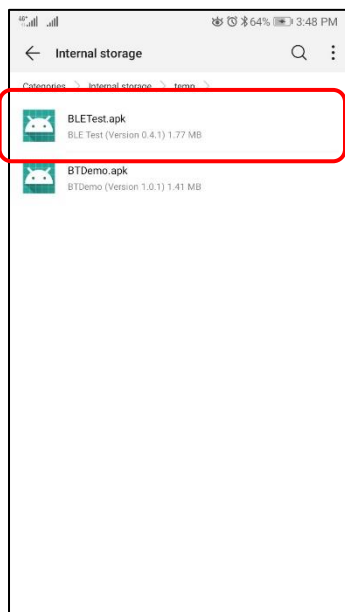 64% 3:48 PM
Internal storage
Categories > Internal storage > temp >
BLETest.apk
BLE Test (Version 0.4.1) 1.77 MB
BTDemo.apk
BTDemo (Version 1.0.1) 1.41 MB